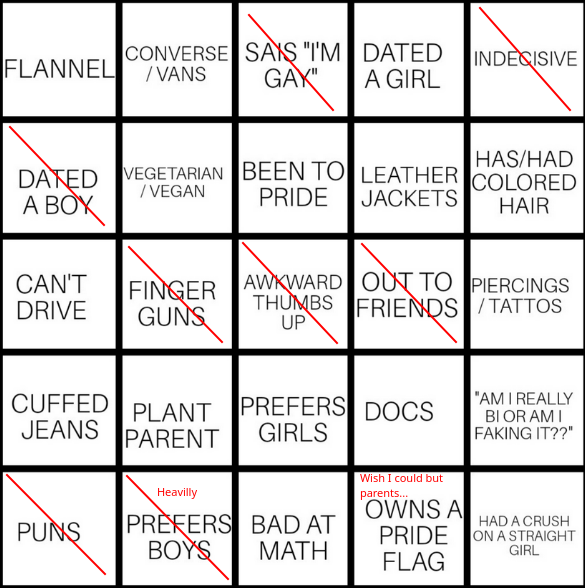 FLANNEL
CONVERSE
/ VANS
SAIS "I'M
GAY"
DATED
A GIRL
INDECISIVE
DATED
A BOY
VEGETARIAN
/ VEGAN
BEEN TO
PRIDE
LEATHER
JACKETS
HAS/HAD
COLORED
HAIR
CAN'T
DRIVE
FINGER
GUNS
AWKWARD
THUMBS
UP
OUT TO
FRIENDS
PIERCINGS
/ TATTOS
CUFFED
JEANS
PLANT
PARENT
PREFERS
GIRLS
DOCS
"AM I REALLY
BI OR AM I
FAKING IT??"
PUNS
Heavilly
PREFERS
BOYS
BAD AT
MATH
Wish I could but
parents...
OWNS A
PRIDE
FLAG
HAD A CRUSH
ON A STRAIGHT
GIRL